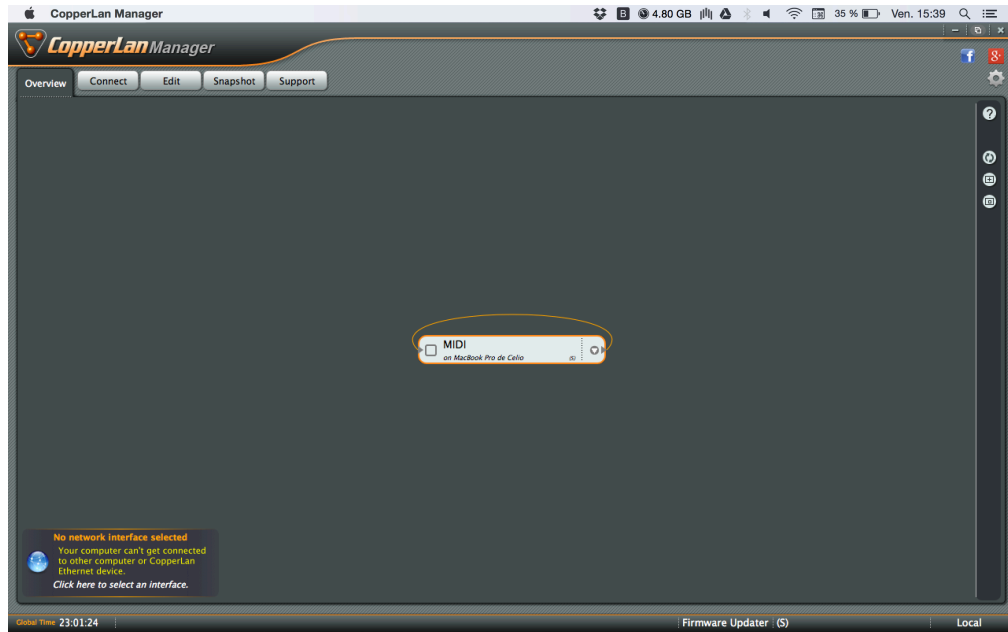 CopperLan Manager
B 4.80 GB 35 % Ven. 15:39
CopperLan Manager
Overview Connect Edit Snapshot Support
MIDI
on MacBook Pro de Celio (S)
No network interface selected
Your computer can't get connected
to other computer or CopperLan
Ethernet device.
Click here to select an interface.
Global Time 23:01:24 Firmware Updater (S) Local